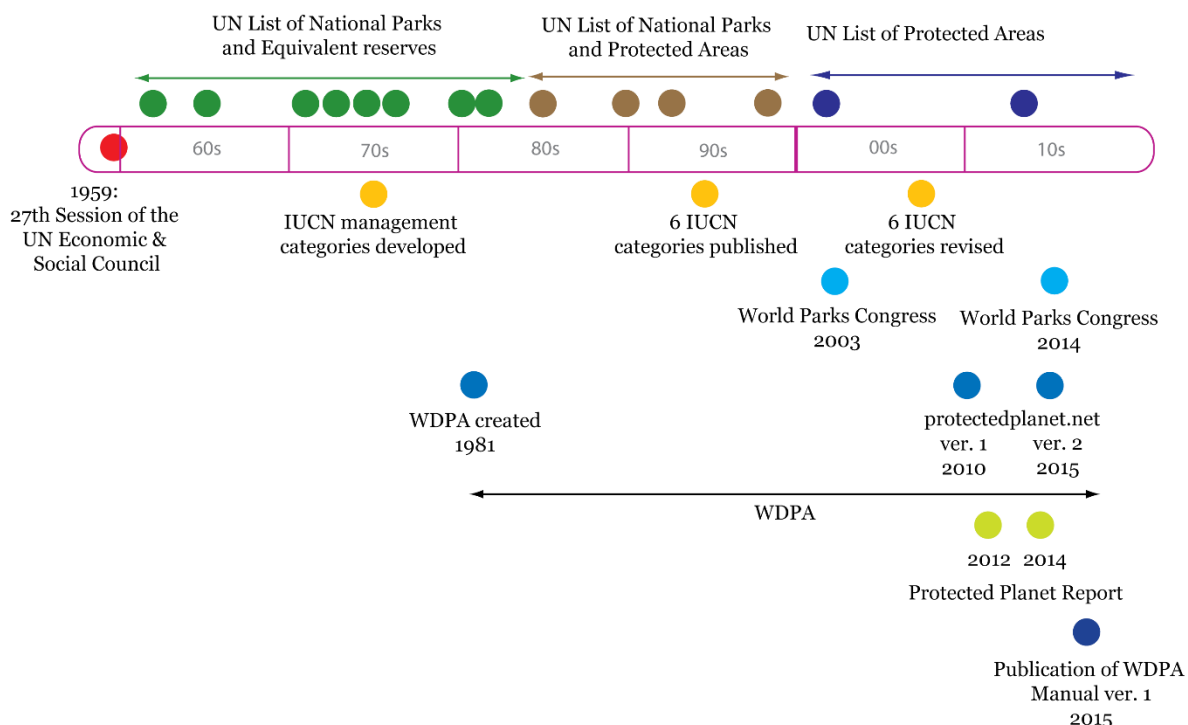 UN List of National Parks
and Equivalent reserves
UN List of National Parks
and Protected Areas
UN List of Protected Areas
60s
70s
80s
90s
00s
10s
1959:
27th Session of the
UN Economic &
Social Council
IUCN management
categories developed
6 IUCN
categories published
6 IUCN
categories revised
World Parks Congress
2003
World Parks Congress
2014
WDPA created
1981
protectedplanet.net
ver. 1
2010
ver. 2
2015
WDPA
2012
2014
Protected Planet Report
Publication of WDPA
Manual ver. 1
2015